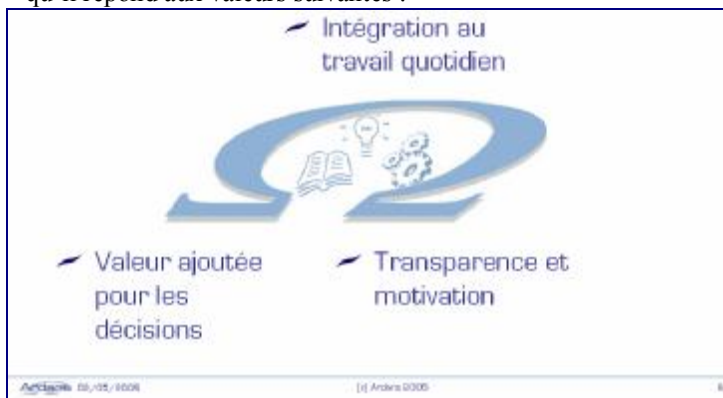 qu'il répond aux valeurs suivantes :
Intégration au
travail quotidien
Valeur ajoutée
pour les
décisions
Transparence et
motivation